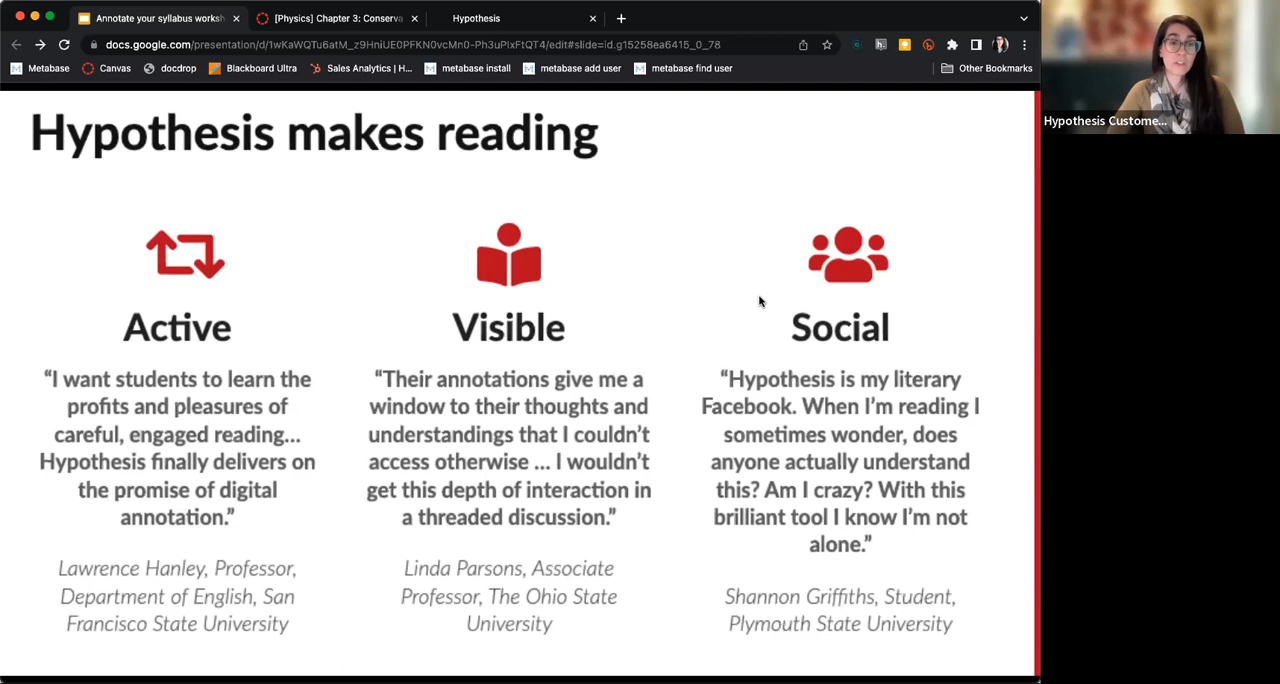 Annotate your syllabus worksh
[Physics] Chapter 3: Conserva
Hypothesis
docs.google.com/presentation/d/1wKaWQTu6atM_z9HniUE0PFKN0vcMn0-Ph3uPlxFtQT4/edit#slide=id.g15258ea6415_0_78
Metabase
Canvas
docdrop
Blackboard Ultra
Sales Analytics | H...
metabase install
metabase add user
metabase find user
Other Bookmarks
Hypothesis Custome...
Hypothesis makes reading
Active
“I want students to learn the
profits and pleasures of
careful, engaged reading...
Hypothesis finally delivers on
the promise of digital
annotation.”
Lawrence Hanley, Professor,
Department of English, San
Francisco State University
Visible
“Their annotations give me a
window to their thoughts and
understandings that I couldn’t
access otherwise ... I wouldn’t
get this depth of interaction in
a threaded discussion.”
Linda Parsons, Associate
Professor, The Ohio State
University
Social
“Hypothesis is my literary
Facebook. When I’m reading I
sometimes wonder, does
anyone actually understand
this? Am I crazy? With this
brilliant tool I know I’m not
alone.”
Shannon Griffiths, Student,
Plymouth State University